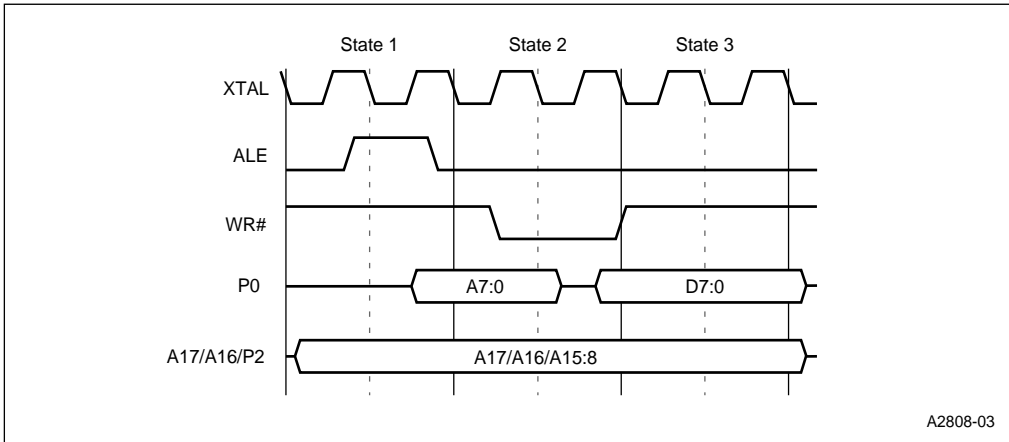 State 1 State 2 State 3
XTAL
ALE
WR#
P0 A7:0 D7:0
A17/A16/P2 A17/A16/A15:8
A2808-03